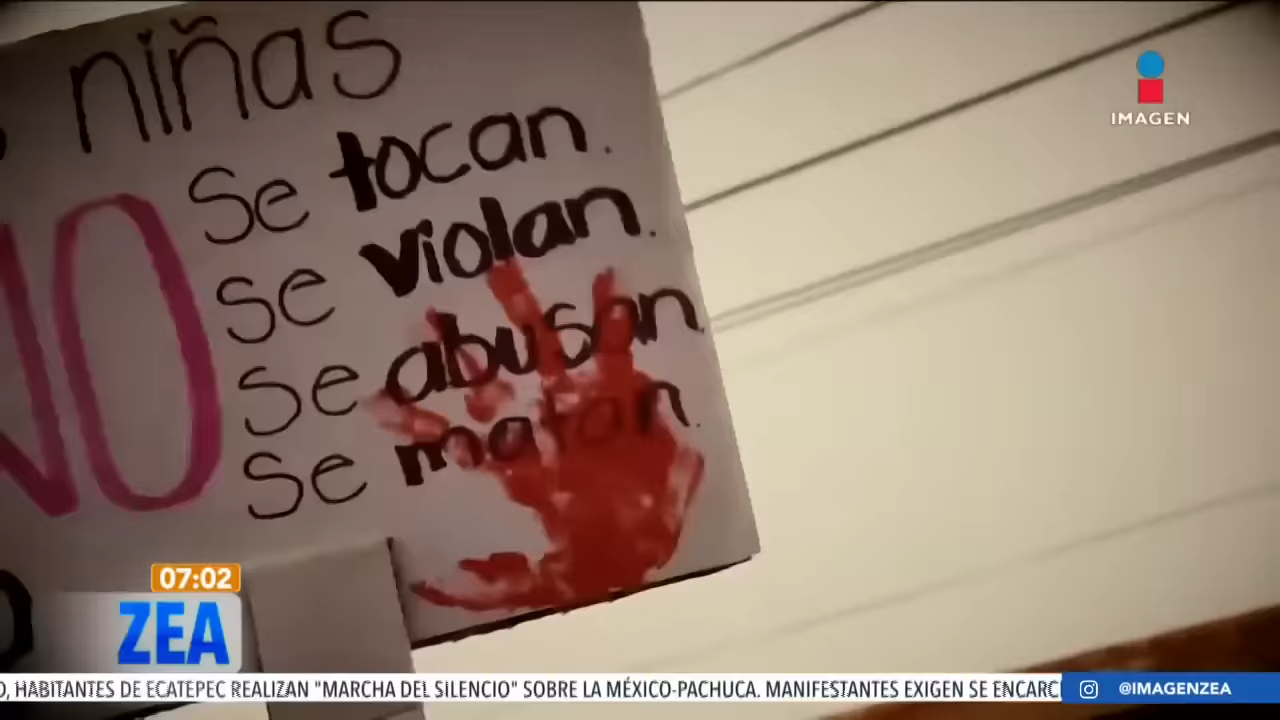 niñas
NO
se tocan.
se violan.
se abusan.
se matan.
IMAGEN
07:02
ZEA
HABITANTES DE ECATEPEC REALIZAN "MARCHA DEL SILENCIO" SOBRE LA MÉXICO-PACHUCA. MANIFESTANTES EXIGEN SE
@IMAGENZEA